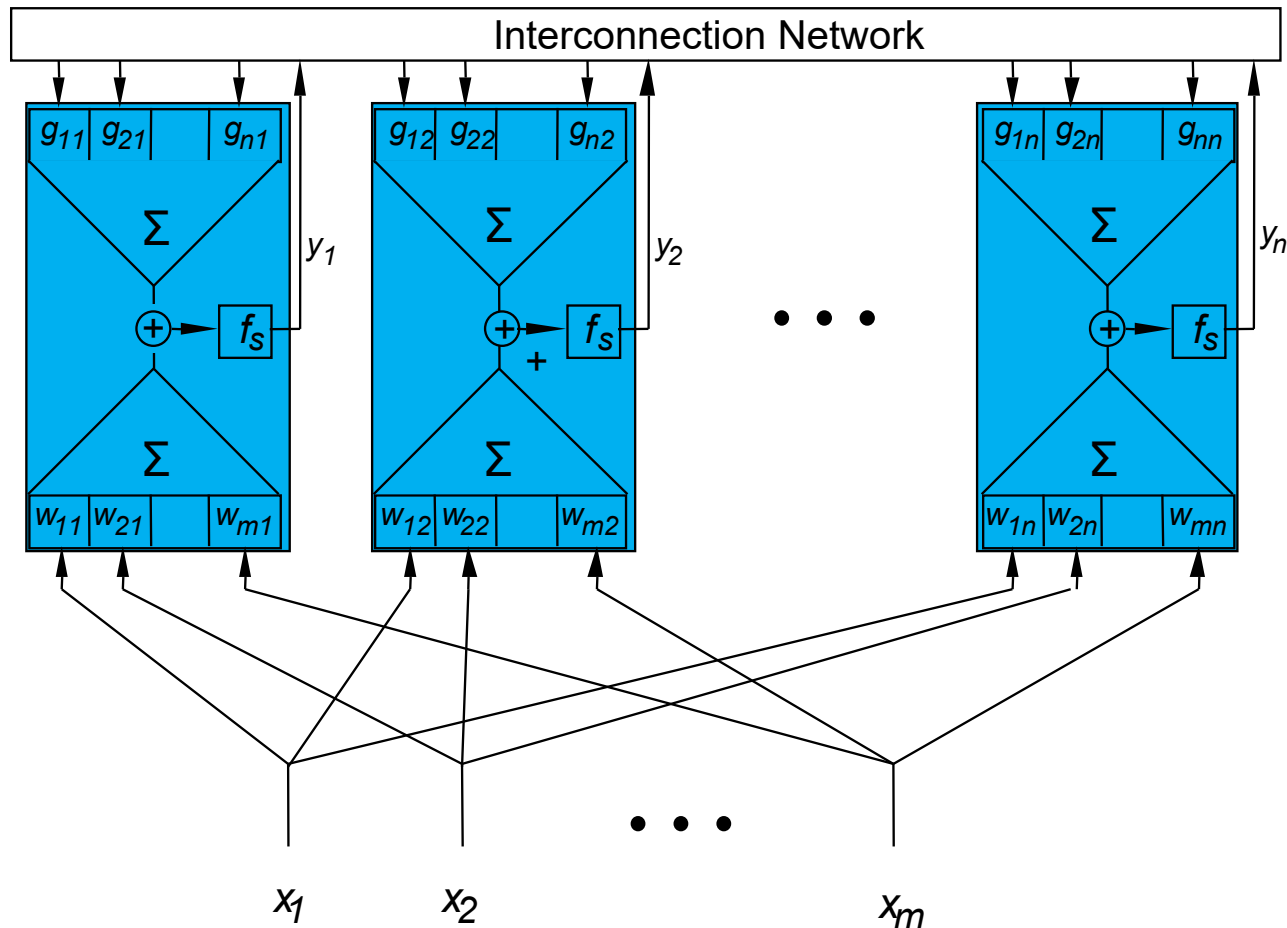 Interconnection Network
g11 g21 gn1 g12 g22 gn2 g1n g2n gnn
Σ Σ Σ
y1 y2 yn
+ fs + fs + fs
+
Σ Σ Σ
w11 w21 wm1 w12 w22 wm2 w1n w2n wmn
x1 x2 xm